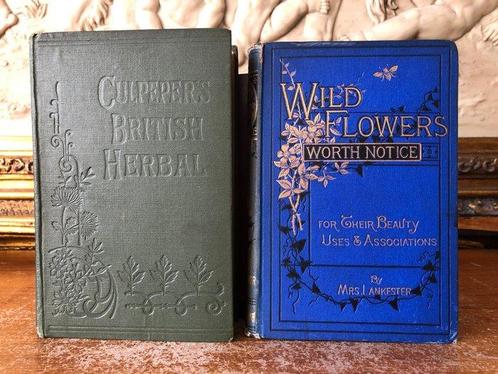 CULPEPER'S
BRITISH
HERBAL
WILD
FLOWERS
WORTH NOTICE
FOR THEIR BEAUTY
USES & ASSOCIATIONS
BY
MRS. LANKESTER